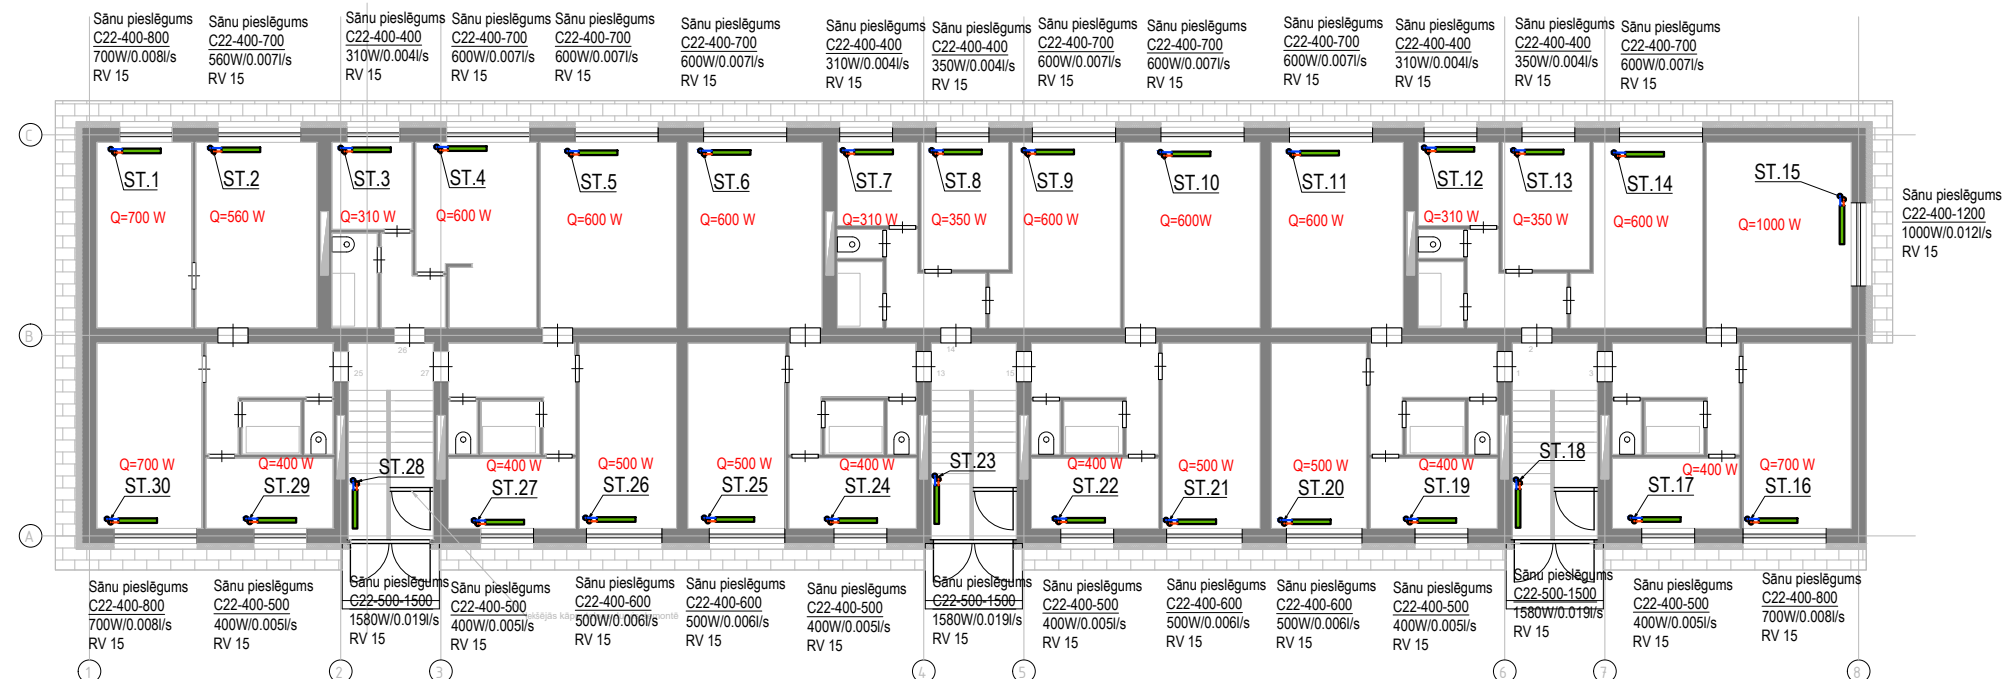 Sānu pieslēgums
C22-400-800
700W/0.008l/s
RV 15
Sānu pieslēgums
C22-400-700
560W/0.007l/s
RV 15
Sānu pieslēgums
C22-400-400
310W/0.004l/s
RV 15
Sānu pieslēgums
C22-400-700
600W/0.007l/s
RV 15
Sānu pieslēgums
C22-400-700
600W/0.007l/s
RV 15
Sānu pieslēgums
C22-400-700
600W/0.007l/s
RV 15
Sānu pieslēgums
C22-400-400
310W/0.004l/s
RV 15
Sānu pieslēgums
C22-400-400
350W/0.004l/s
RV 15
Sānu pieslēgums
C22-400-700
600W/0.007l/s
RV 15
Sānu pieslēgums
C22-400-700
600W/0.007l/s
RV 15
Sānu pieslēgums
C22-400-700
600W/0.007l/s
RV 15
Sānu pieslēgums
C22-400-400
310W/0.004l/s
RV 15
Sānu pieslēgums
C22-400-400
350W/0.004l/s
RV 15
Sānu pieslēgums
C22-400-700
600W/0.007l/s
RV 15
C
ST.1
Q=700 W
ST.2
Q=560 W
ST.3
Q=310 W
ST.4
Q=600 W
ST.5
Q=600 W
ST.6
Q=600 W
ST.7
Q=310 W
ST.8
Q=350 W
ST.9
Q=600 W
ST.10
Q=600W
ST.11
Q=600 W
ST.12
Q=310 W
ST.13
Q=350 W
ST.14
Q=600 W
ST.15
Q=1000 W
Sānu pieslēgums
C22-400-1200
1000W/0.012l/s
RV 15
B
26
25
27
14
13
15
2
1
3
Q=700 W
ST.30
Q=400 W
ST.29
ST.28
Q=400 W
ST.27
Q=500 W
ST.26
Q=500 W
ST.25
Q=400 W
ST.24
ST.23
Q=400 W
ST.22
Q=500 W
ST.21
Q=500 W
ST.20
Q=400 W
ST.19
ST.18
Q=400 W
ST.17
Q=700 W
ST.16
A
Sānu pieslēgums
C22-400-800
700W/0.008l/s
RV 15
Sānu pieslēgums
C22-400-500
400W/0.005l/s
RV 15
Sānu pieslēgums
C22-500-1500
1580W/0.019l/s
RV 15
Sānu pieslēgums
C22-400-500
400W/0.005l/s
RV 15
Sānu pieslēgums
C22-400-600
500W/0.006l/s
RV 15
Sānu pieslēgums
C22-400-600
500W/0.006l/s
RV 15
Sānu pieslēgums
C22-400-500
400W/0.005l/s
RV 15
Sānu pieslēgums
C22-500-1500
1580W/0.019l/s
RV 15
Sānu pieslēgums
C22-400-500
400W/0.005l/s
RV 15
Sānu pieslēgums
C22-400-600
500W/0.006l/s
RV 15
Sānu pieslēgums
C22-400-600
500W/0.006l/s
RV 15
Sānu pieslēgums
C22-400-500
400W/0.005l/s
RV 15
Sānu pieslēgums
C22-500-1500
1580W/0.019l/s
RV 15
Sānu pieslēgums
C22-400-500
400W/0.005l/s
RV 15
Sānu pieslēgums
C22-400-800
700W/0.008l/s
RV 15
1
2
3
4
5
6
7
8